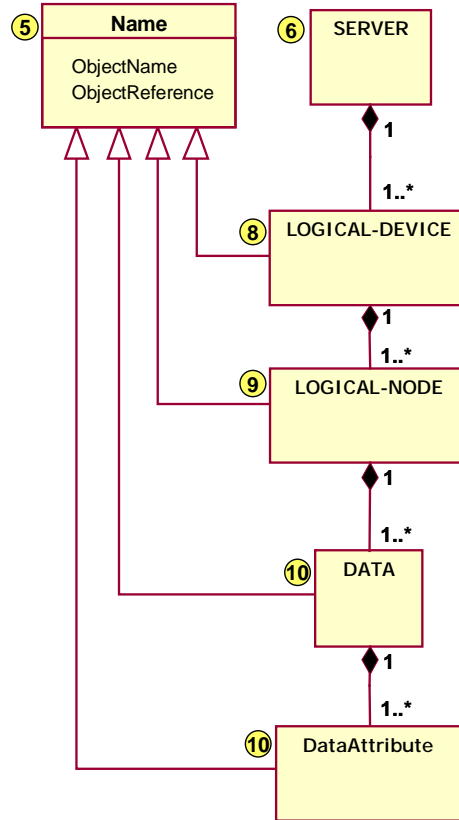 5
Name
ObjectName
ObjectReference
6
SERVER
1
1..*
8
LOGICAL-DEVICE
1
1..*
9
LOGICAL-NODE
1
1..*
10
DATA
1
1..*
10
DataAttribute